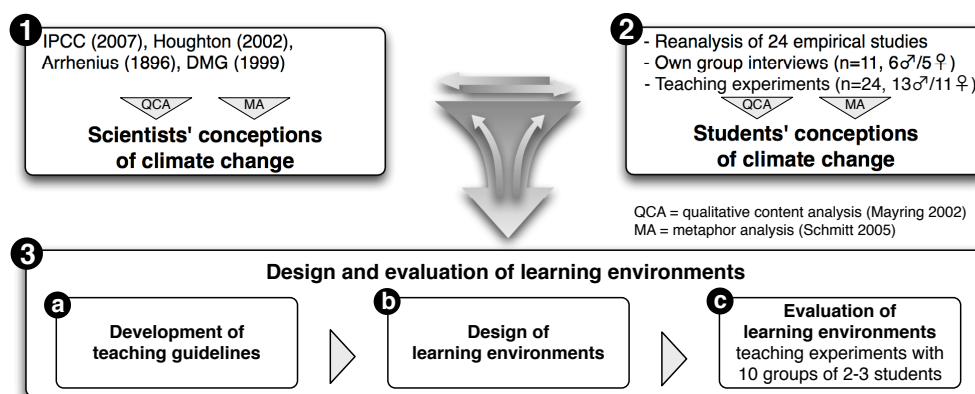 1
IPCC (2007), Houghton (2002),
Arrhenius (1896), DMG (1999)
QCA MA
Scientists' conceptions
of climate change
2
- Reanalysis of 24 empirical studies
- Own group interviews (n=11, 6♂/5♀)
- Teaching experiments (n=24, 13♂/11♀)
QCA MA
Students' conceptions
of climate change
QCA = qualitative content analysis (Mayring 2002)
MA = metaphor analysis (Schmitt 2005)
3
Design and evaluation of learning environments
a
Development of
teaching guidelines
b
Design of
learning environments
c
Evaluation of
learning environments
teaching experiments with
10 groups of 2-3 students